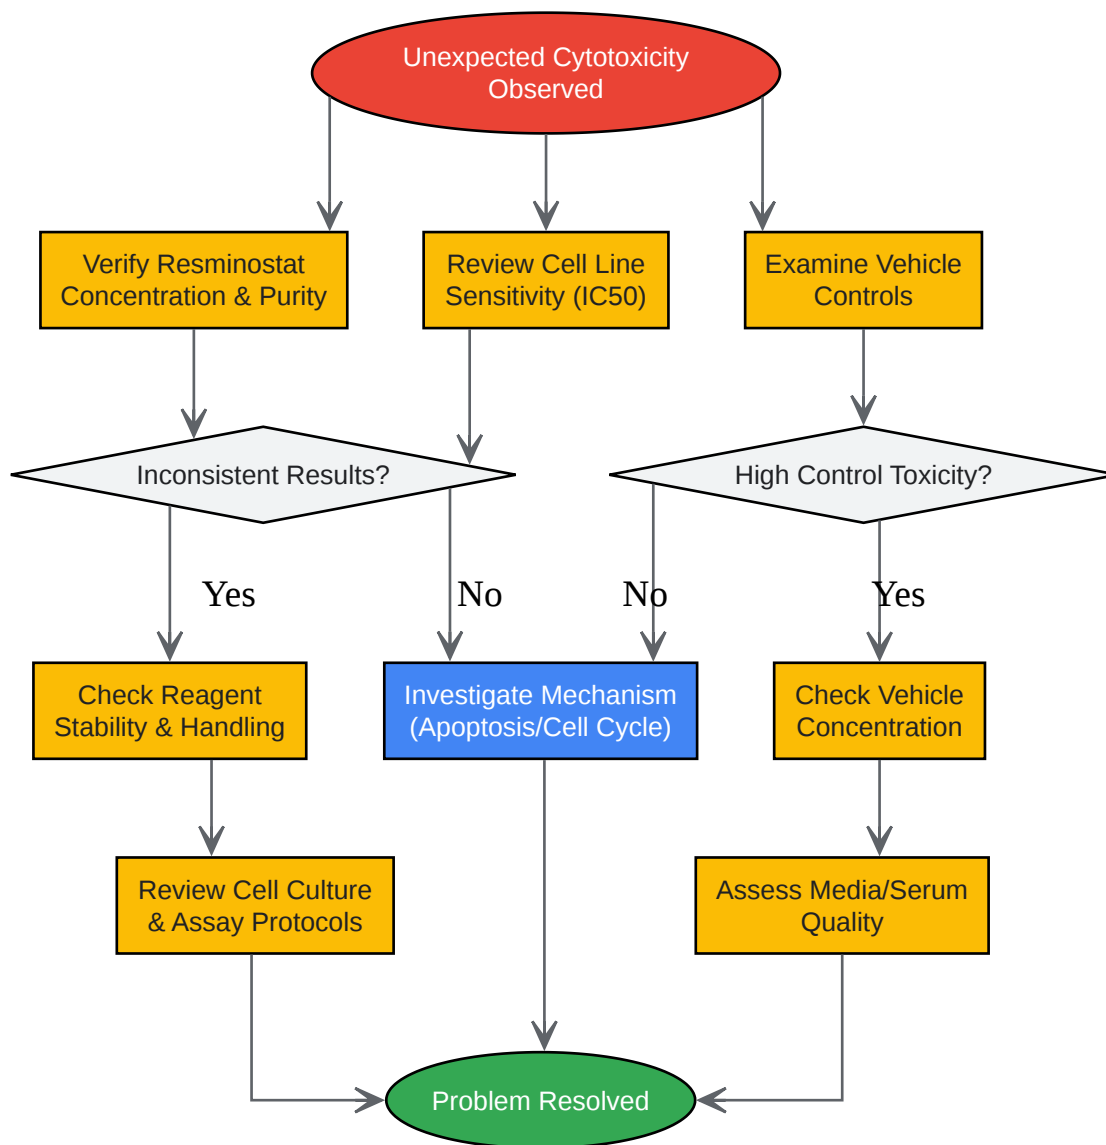 Unexpected Cytotoxicity
Observed
Verify Resminostat
Concentration & Purity
Review Cell Line
Sensitivity (IC50)
Examine Vehicle
Controls
Inconsistent Results?
High Control Toxicity?
Yes
No
No
Yes
Check Reagent
Stability & Handling
Investigate Mechanism
(Apoptosis/Cell Cycle)
Check Vehicle
Concentration
Review Cell Culture
& Assay Protocols
Assess Media/Serum
Quality
Problem Resolved